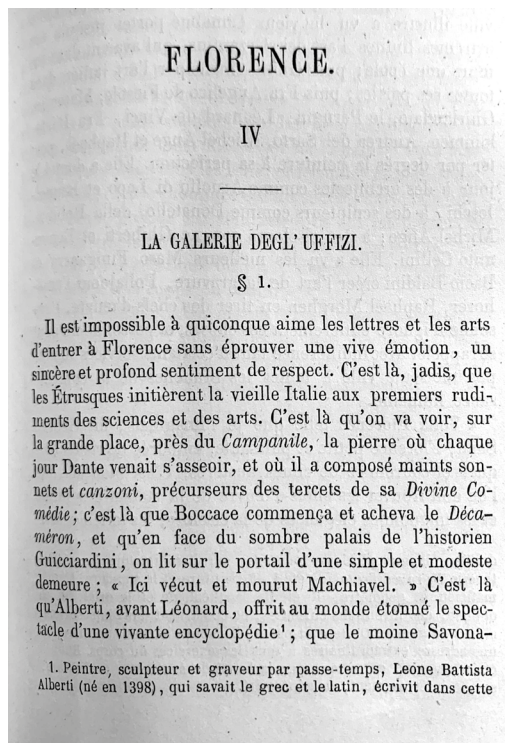 FLORENCE.
IV
LA GALERIE DEGL' UFFIZI.
§ 1.
Il est impossible à quiconque aime les lettres et les arts
d'entrer à Florence sans éprouver une vive émotion, un
sincère et profond sentiment de respect. C'est là, jadis, que
les Étrusques initièrent la vieille Italie aux premiers rudi-
ments des sciences et des arts. C'est là qu'on va voir, sur
la grande place, près du Campanile, la pierre où chaque
jour Dante venait s'asseoir, et où il a composé maints son-
nets et canzoni, précurseurs des tercets de sa Divine Co-
médie; c'est là que Boccace commença et acheva le Déca-
méron, et qu'en face du sombre palais de l'historien
Guicciardini, on lit sur le portail d'une simple et modeste
demeure; « Ici vécut et mourut Machiavel. » C'est là
qu'Alberti, avant Léonard, offrit au monde étonné le spec-
tacle d'une vivante encyclopédie¹; que le moine Savona-
1. Peintre, sculpteur et graveur par passe-temps, Leone Battista
Alberti (né en 1398), qui savait le grec et le latin, écrivit dans cette